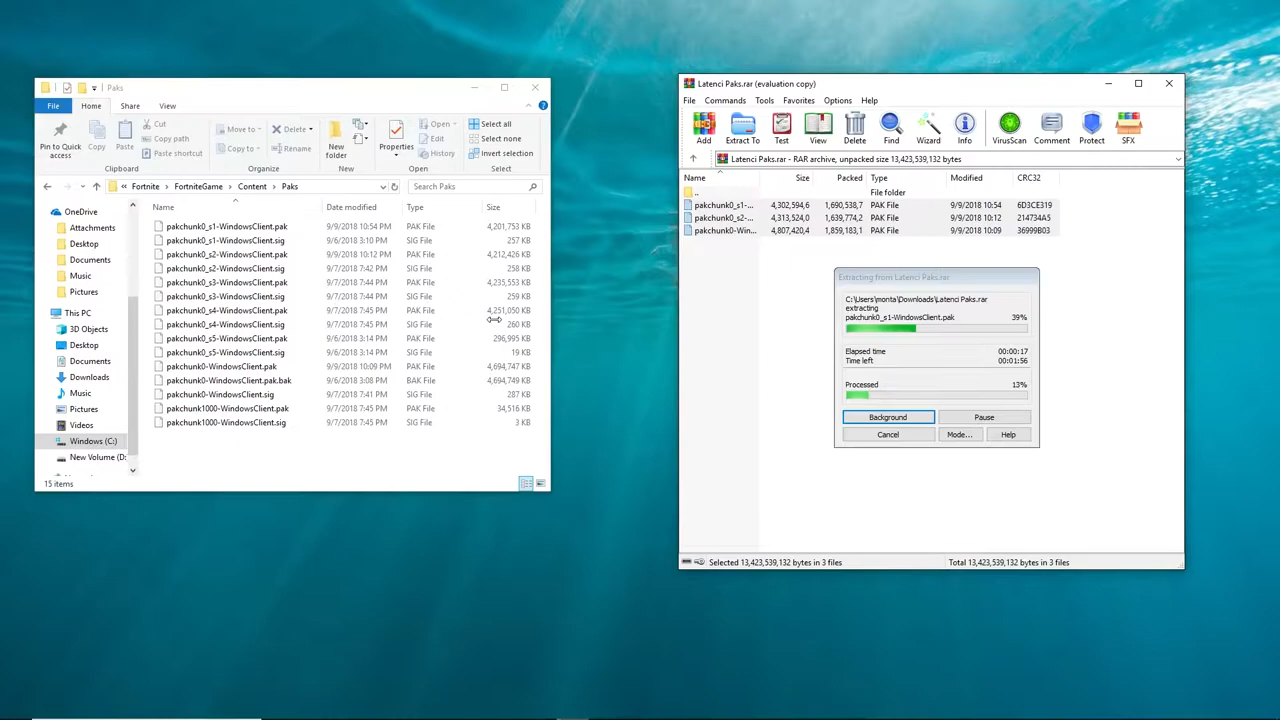 Paks
File Home Share View
Pin to Quick access
Copy
Paste
Cut
Copy path
Paste shortcut
Clipboard
Move to
Copy to
Delete
Rename
Organize
New folder
New
Properties
Open
Edit
History
Open
Select all
Select none
Invert selection
Select
Fortnite > FortniteGame > Content > Paks
Search Paks
OneDrive
Attachments
Desktop
Documents
Music
Pictures
This PC
3D Objects
Desktop
Documents
Downloads
Music
Pictures
Videos
Windows (C:)
New Volume (D:
Name Date modified Type Size
pakchunk0_s1-WindowsClient.pak 9/9/2018 10:54 PM PAK File 4,201,753 KB
pakchunk0_s1-WindowsClient.sig 9/6/2018 3:10 PM SIG File 257 KB
pakchunk0_s2-WindowsClient.pak 9/9/2018 10:12 PM PAK File 4,212,426 KB
pakchunk0_s2-WindowsClient.sig 9/7/2018 7:42 PM SIG File 258 KB
pakchunk0_s3-WindowsClient.pak 9/7/2018 7:44 PM PAK File 4,235,553 KB
pakchunk0_s3-WindowsClient.sig 9/7/2018 7:44 PM SIG File 259 KB
pakchunk0_s4-WindowsClient.pak 9/7/2018 7:45 PM PAK File 4,251,050 KB
pakchunk0_s4-WindowsClient.sig 9/7/2018 7:45 PM SIG File 260 KB
pakchunk0_s5-WindowsClient.pak 9/6/2018 3:14 PM PAK File 296,995 KB
pakchunk0_s5-WindowsClient.sig 9/6/2018 3:14 PM SIG File 19 KB
pakchunk0-WindowsClient.pak 9/9/2018 10:09 PM PAK File 4,694,747 KB
pakchunk0-WindowsClient.pak.bak 9/6/2018 3:08 PM BAK File 4,694,749 KB
pakchunk0-WindowsClient.sig 9/7/2018 7:41 PM SIG File 287 KB
pakchunk1000-WindowsClient.pak 9/7/2018 7:45 PM PAK File 34,516 KB
pakchunk1000-WindowsClient.sig 9/7/2018 7:45 PM SIG File 3 KB
15 items
Latenci Paks.rar (evaluation copy)
File Commands Tools Favorites Options Help
Add Extract To Test View Delete Find Wizard Info VirusScan Comment Protect SFX
Latenci Paks.rar - RAR archive, unpacked size 13,423,539,132 bytes
Name Size Packed Type Modified CRC32
.. File folder
pakchunk0_s1-... 4,302,594,6 1,690,538,7 PAK File 9/9/2018 10:54 6D3CE319
pakchunk0_s2-... 4,313,524,0 1,639,774,2 PAK File 9/9/2018 10:12 214734A5
pakchunk0-Win... 4,807,420,4 1,859,183,1 PAK File 9/9/2018 10:09 36999B03
Extracting from Latenci Paks.rar
C:\Users\monta\Downloads\Latenci Paks.rar
extracting
pakchunk0_s1-WindowsClient.pak 39%
Elapsed time 00:00:17
Time left 00:01:56
Processed 13%
Background Pause
Cancel Mode... Help
Selected 13,423,539,132 bytes in 3 files Total 13,423,539,132 bytes in 3 files